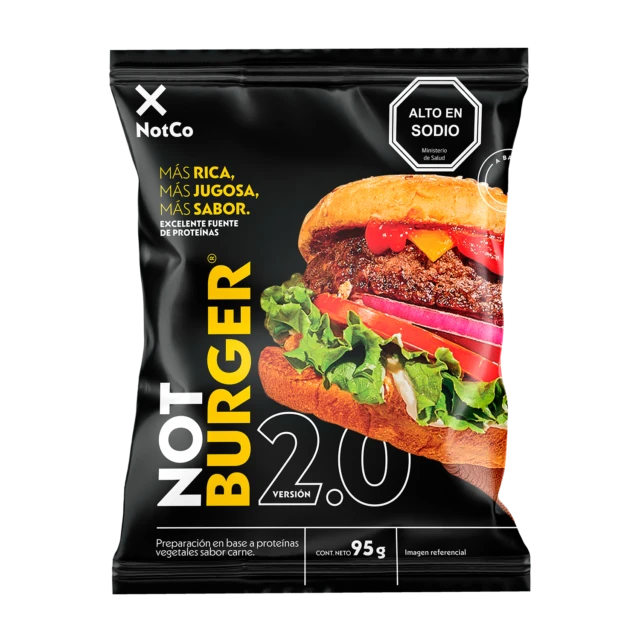 NotCo
ALTO EN
SODIO
Ministerio
de Salud
A BA
MÁS RICA,
MÁS JUGOSA,
MÁS SABOR.
EXCELENTE FUENTE
DE PROTEÍNAS
NOT
BURGER®
2.0
VERSIÓN
Preparación en base a proteínas
vegetales sabor carne.
CONT. NETO 95g
Imagen referencial